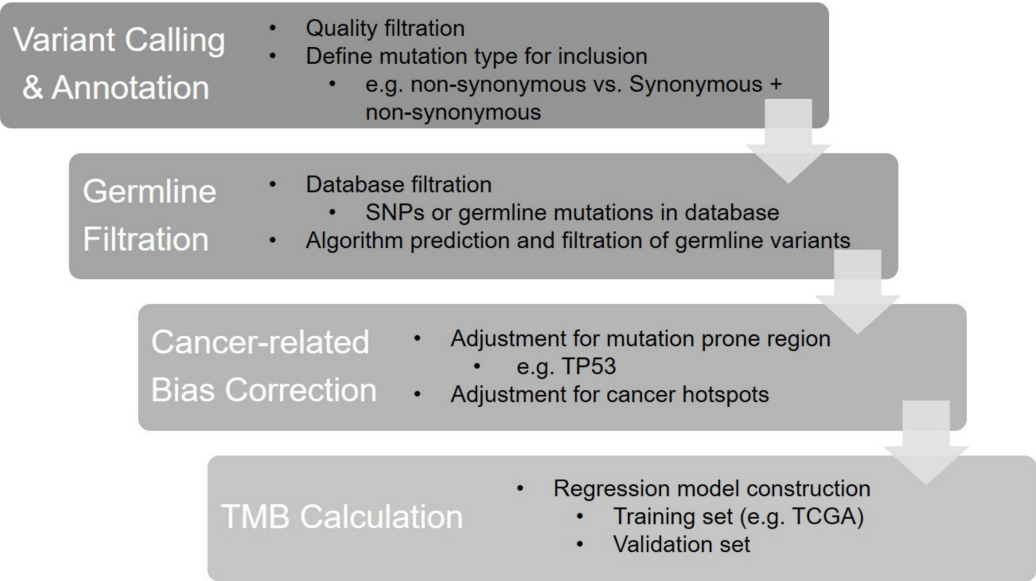 Variant Calling
& Annotation
• Quality filtration
• Define mutation type for inclusion
• e.g. non-synonymous vs. Synonymous +
non-synonymous
Germline
Filtration
• Database filtration
• SNPs or germline mutations in database
• Algorithm prediction and filtration of germline variants
Cancer-related
Bias Correction
• Adjustment for mutation prone region
• e.g. TP53
• Adjustment for cancer hotspots
TMB Calculation
• Regression model construction
• Training set (e.g. TCGA)
• Validation set